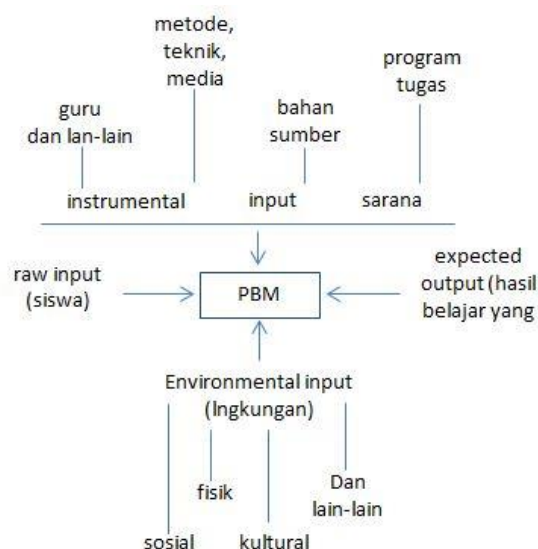 metode,
teknik,
media
program
tugas
guru
dan lan-lain
bahan
sumber
instrumental input sarana
raw input
(siswa)
PBM
expected
output (hasil
belajar yang
Environmental input
(lngkungan)
fisik
Dan
lain-lain
sosial kultural